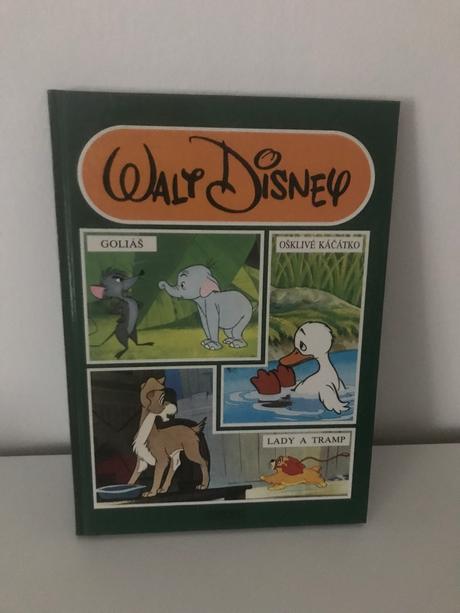 WALT DISNEY
GOLIÁŠ
OŠKLIVÉ KÁČÁTKO
LADY A TRAMP